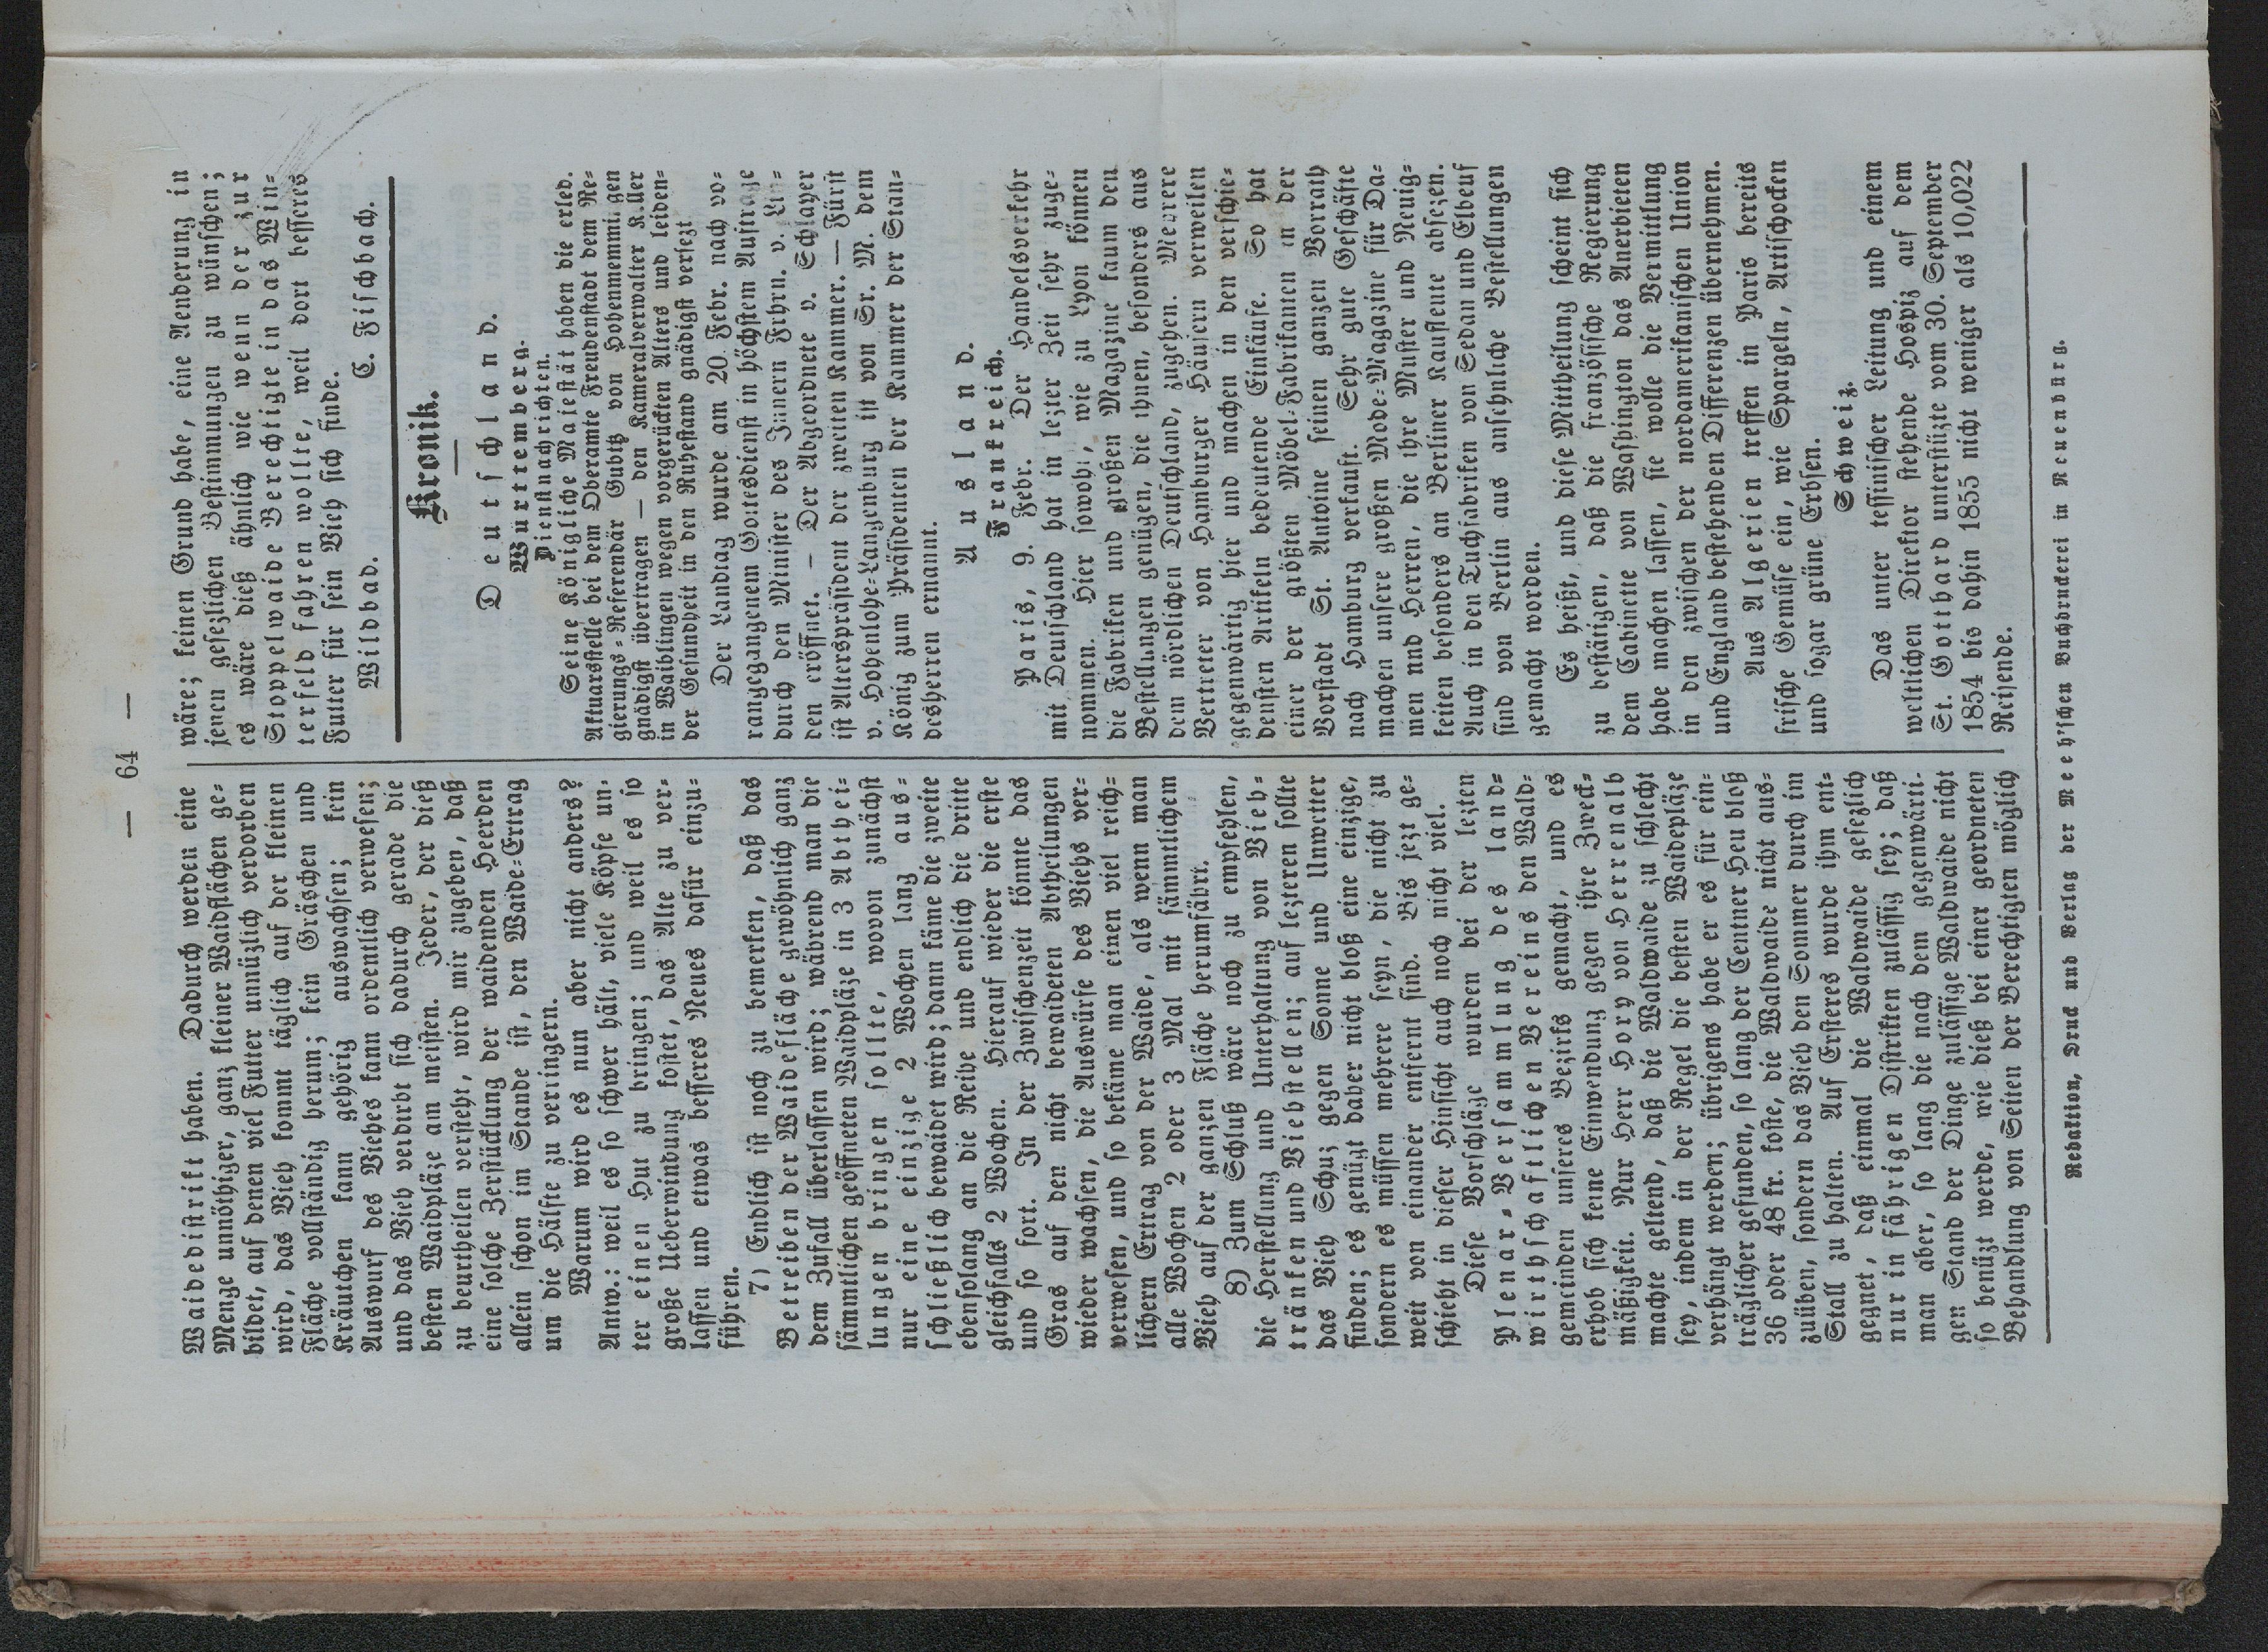 — 64 —
Waidedistrikt haben. Dadurch werden eine
Menge unnöthiger, ganz kleiner Waidflächen ge-
bildet, auf denen viel Futter unnüzlich verdorben
wird, das Vieh kommt täglich auf der kleinen
Fläche vollständig herum; kein Gräschen und
Kräutchen kann gehörig auswachsen; kein
Auswurf des Viehes kann ordentlich verwesen;
und das Vieh verdirbt sich dadurch gerade die
besten Waidpläze am meisten. Jeder, der dieß
zu beurtheilen versteht, wird mir zugeben, daß
eine solche Zerstücklung der waidenden Heerden
allein schon im Stande ist, den Waide-Ertrag
um die Hälfte zu verringern.
Warum wird es nun aber nicht anders?
Antw.: weil es so schwer hält, viele Köpfe un-
ter einen Hut zu bringen; und weil es so
große Ueberwindung kostet, das Alte zu ver-
lassen und etwas besseres Neues dafür einzu-
führen.
7) Endlich ist noch zu bemerken, daß das
Betreiben der Waidefläche gewöhnlich ganz
dem Zufall überlassen wird; während man die
sämmtlichen geöffneten Waidpläze in 3 Abthei-
lungen bringen sollte, wovon zunächst
nur eine einzige 2 Wochen lang aus-
schließlich bewaidet wird; dann käme die zweite
ebensolang an die Reihe und endlich die dritte
gleichfalls 2 Wochen. Hierauf wieder die erste
und so fort. In der Zwischenzeit könnte das
Gras auf den nicht bewaideten Abtheilungen
wieder wachsen, die Auswürfe des Viehs ver-
verwesen, und so bekäme man einen viel reich-
lichern Ertrag von der Waide, als wenn man
alle Wochen 2 oder 3 Mal mit sämmtlichem
Vieh auf der ganzen Fläche herumfährt.
8) Zum Schluß wäre noch zu empfehlen,
die Herstellung und Unterhaltung von Vieh-
tränken und Viehstellen; auf lezteren sollte
das Vieh Schuz gegen Sonne und Unwetter
finden; es genügt daher nicht bloß eine einzige,
sondern es müssen mehrere seyn, die nicht zu
weit von einander entfernt sind. Bis jezt ge-
schieht in dieser Hinsicht auch noch nicht viel.
Diese Vorschläge wurden bei der lezten
Plenar-Versammlung des land-
wirthschaftlichen Vereins den Wald-
gemeinden unseres Bezirks gemacht, und es
erhob sich keine Einwendung gegen ihre Zweck-
mäßigkeit. Nur Herr Hory von Herrenalb
machte geltend, daß die Waldwaide zu schlecht
sey, indem in der Regel die besten Waidepläze
verhängt werden; übrigens habe er es für ein-
träglicher gefunden, so lang der Centner Heu bloß
36 oder 48 kr. koste, die Waldwaide nicht aus-
zuüben, sondern das Vieh den Sommer durch im
Stall zu halten. Auf Ersteres wurde ihm ent-
gegnet, daß einmal die Waldwaide gesezlich
nur in fährigen Distrikten zulässig sey; daß
man aber, so lang die nach dem gegenwärti-
gen Stand der Dinge zulässige Waldwaide nicht
so benüzt werde, wie dieß bei einer geordneten
Behandlung von Seiten der Berechtigten möglich
wäre; keinen Grund habe, eine Aenderung in
jenen gesezlichen Bestimmungen zu wünschen;
es wäre dieß ähnlich wie wenn der zur
Stoppelwaide Berechtigte in das Win-
terfeld fahren wollte, weil dort besseres
Futter für sein Vieh sich finde.
Wildbad. C. Fischbach.
Kronik.
Deutschland.
Württemberg.
Dienstnachrichten.
Seine Königliche Majestät haben die erled.
Aktuarsstelle bei dem Oberamte Freudenstadt dem Re-
gierungs-Referendär Gubitz von Hohenmemmigen
gnädigst übertragen — den Kameralverwalter Kuller
in Waiblingen wegen vorgerückten Alters und leiden-
der Gesundheit in den Ruhestand gnädigst versezt
Der Landtag wurde am 20 Febr. nach vo-
rangegangenem Gottesdienst in höchstem Auftrage
durch den Minister des Innern Frhrn. v. Lin-
den eröffnet. — Der Abgeordnete v. Schlayer
ist Alterspräsident der zweiten Kammer. — Fürst
v. Hohenlohe-Langenburg ist von Sr. M. dem
König zum Präsidenten der Kammer der Stan-
desherren ernannt.
Ausland.
Frankreich.
Paris, 9. Febr. Der Handelsverkehr
mit Deutschland hat in lezter Zeit sehr zuge-
nommen. Hier sowohl, wie zu Lyon können
die Fabriken und großen Magazine kaum den
Bestellungen genügen, die ihnen, besonders aus
dem nördlichen Deutschland, zugehen. Mehrere
Vertreter von Hamburger Häusern verweilen
gegenwärtig hier und machen in den verschie-
densten Artikeln bedeutende Einkäufe. So hat
einer der größten Möbel-Fabrikanten in der
Vorstadt St. Antoine seinen ganzen Vorrath
nach Hamburg verkauft. Sehr gute Geschäfte
machen unsere großen Mode-Magazine für Da-
men und Herren, die ihre Muster und Neuig-
keiten besonders an Berliner Kaufleute absezen.
Auch in den Tuchfabriken von Sedan und Elbeuf
sind von Berlin aus ansehnliche Bestellungen
gemacht worden.
Es heißt, und diese Mittheilung scheint sich
zu bestätigen, daß die französische Regierung
dem Cabinette von Washington das Anerbieten
habe machen lassen, sie wolle die Vermittlung
in den zwischen der nordamerikanischen Union
und England bestehenden Differenzen übernehmen.
Aus Algerien treffen in Paris bereits
frische Gemüse ein, wie Spargeln, Artischocken
und sogar grüne Erbsen.
Schweiz.
Das unter tessinischer Leitung und einem
weltlichen Direktor stehende Hospiz auf dem
St. Gotthard unterstüzte vom 30. September
1854 bis dahin 1855 nicht weniger als 10,022
Reisende.
Redaktion, Druck und Verlag der Meeh'schen Buchdruckerei in Neuenbürg.